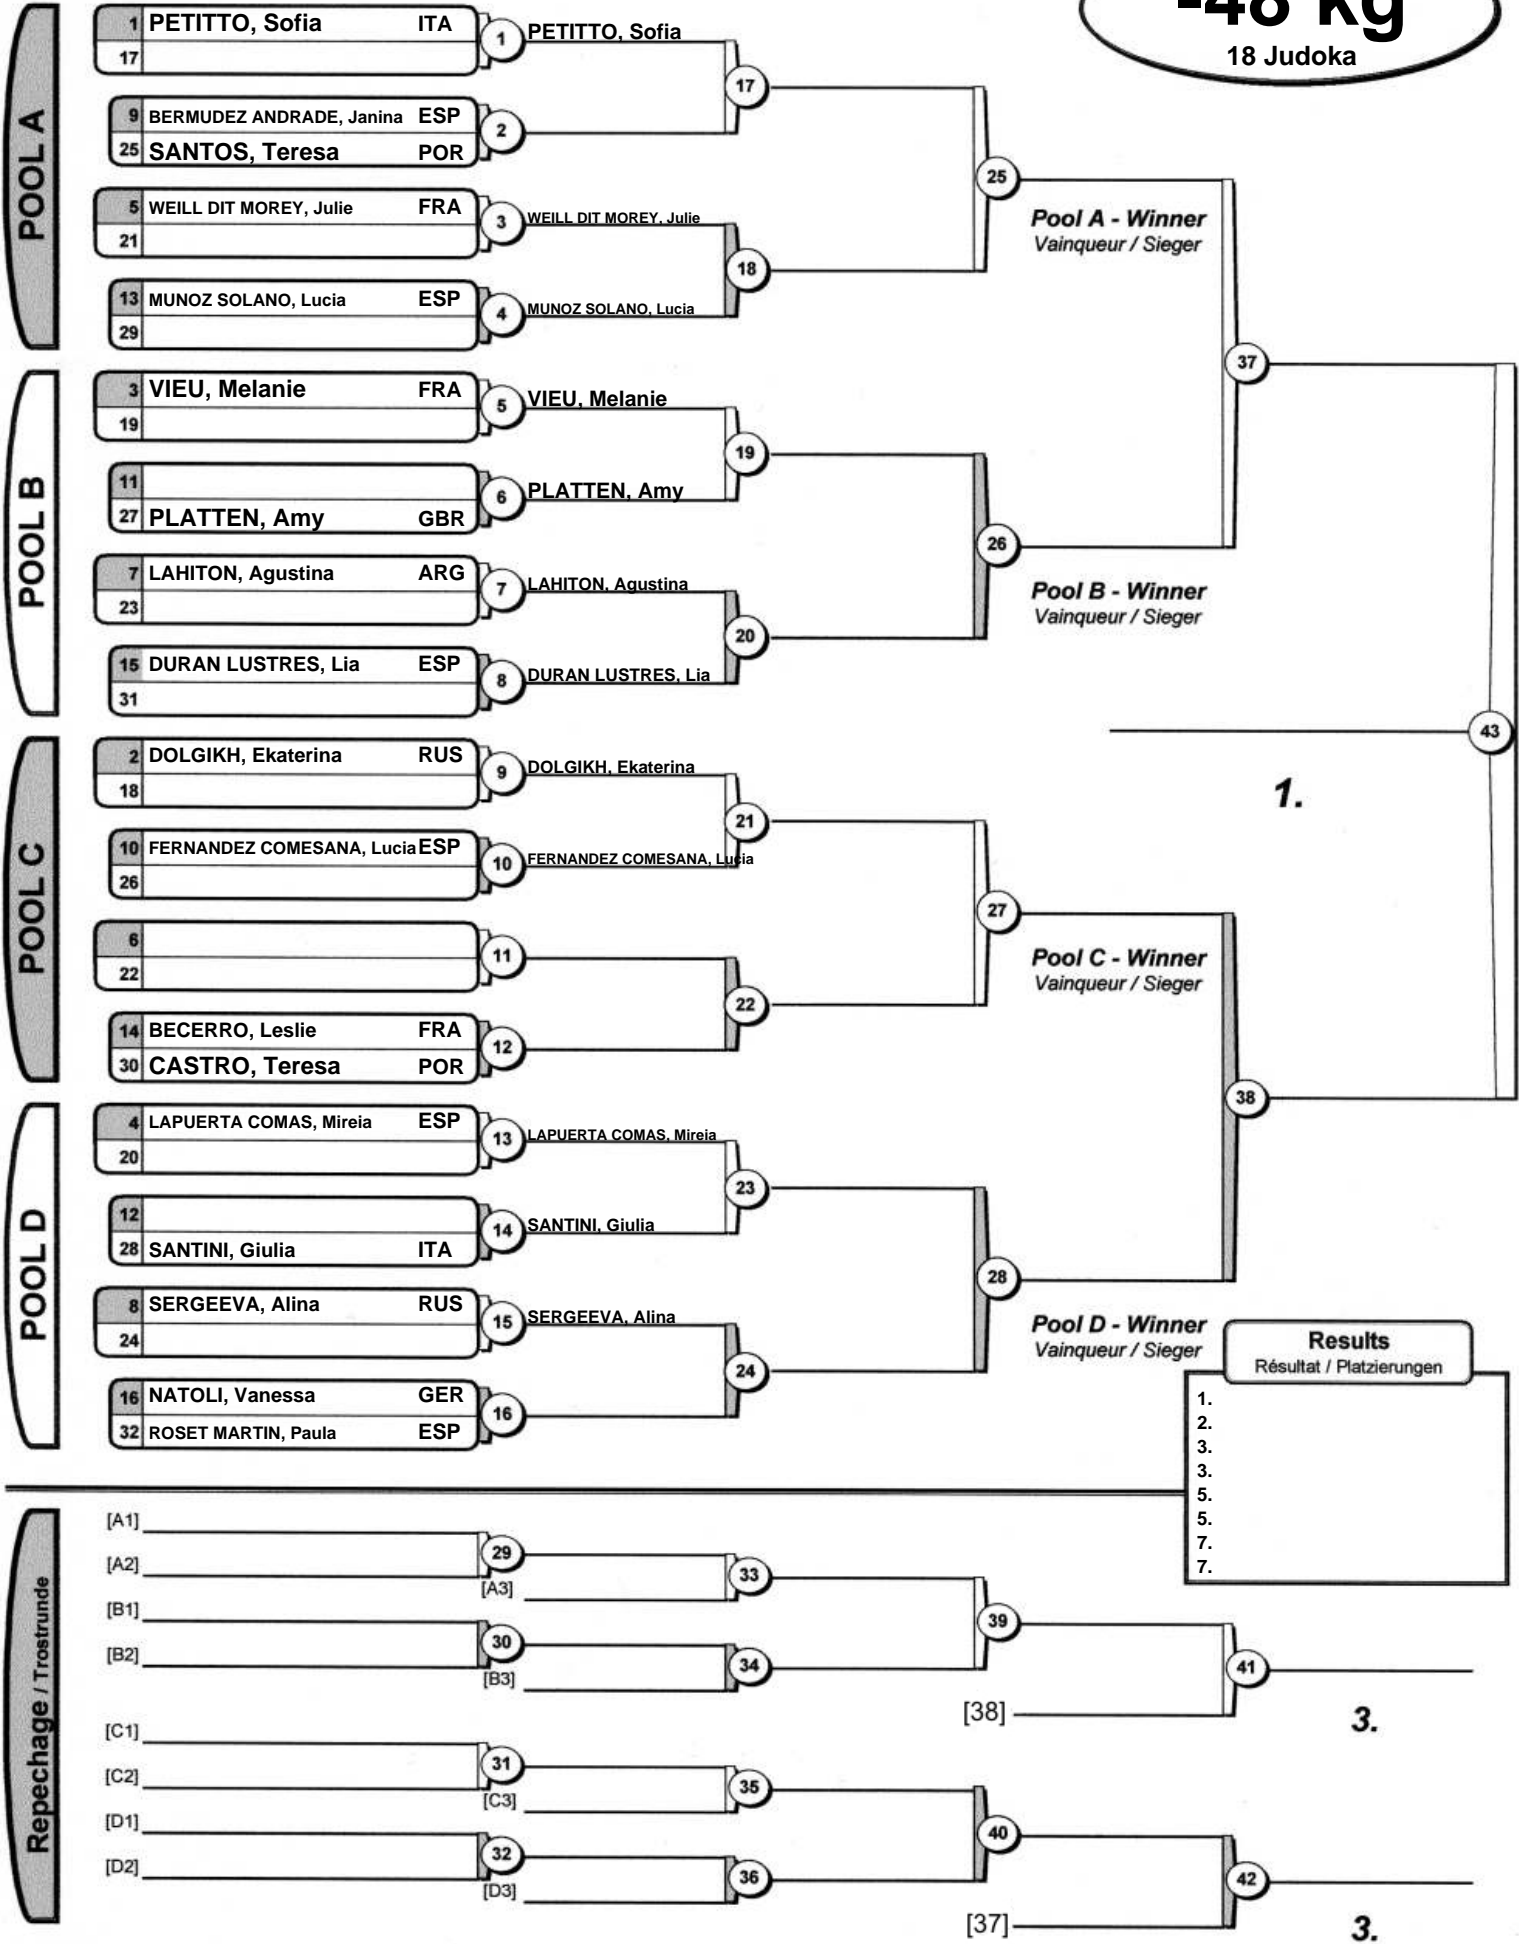 -48 kg
18 Judoka
POOL A
1 PETITTO, Sofia ITA
17
1 PETITTO, Sofia
9 BERMUDEZ ANDRADE, Janina ESP
25 SANTOS, Teresa POR
2
17
5 WEILL DIT MOREY, Julie FRA
21
3 WEILL DIT MOREY, Julie
13 MUNOZ SOLANO, Lucia ESP
29
4 MUNOZ SOLANO, Lucia
18
25
Pool A - Winner
Vainqueur / Sieger
POOL B
3 VIEU, Melanie FRA
19
5 VIEU, Melanie
11
27 PLATTEN, Amy GBR
6 PLATTEN, Amy
19
7 LAHITON, Agustina ARG
23
7 LAHITON, Agustina
15 DURAN LUSTRES, Lia ESP
31
8 DURAN LUSTRES, Lia
20
26
Pool B - Winner
Vainqueur / Sieger
37
43
1.
POOL C
2 DOLGIKH, Ekaterina RUS
18
9 DOLGIKH, Ekaterina
10 FERNANDEZ COMESANA, Lucia ESP
26
10 FERNANDEZ COMESANA, Lucia
21
6
22
11
14 BECERRO, Leslie FRA
30 CASTRO, Teresa POR
12
22
27
Pool C - Winner
Vainqueur / Sieger
POOL D
4 LAPUERTA COMAS, Mireia ESP
20
13 LAPUERTA COMAS, Mireia
12
28 SANTINI, Giulia ITA
14 SANTINI, Giulia
23
8 SERGEEVA, Alina RUS
24
15 SERGEEVA, Alina
16 NATOLI, Vanessa GER
32 ROSET MARTIN, Paula ESP
16
24
28
Pool D - Winner
Vainqueur / Sieger
38
Results
Résultat / Platzierungen
1.
2.
3.
3.
5.
5.
7.
7.
Repechage / Trostrunde
[A1]
[A2]
29
[A3]
33
[B1]
[B2]
30
[B3]
34
39
[38]
41
3.
[C1]
[C2]
31
[C3]
35
[D1]
[D2]
32
[D3]
36
40
[37]
42
3.